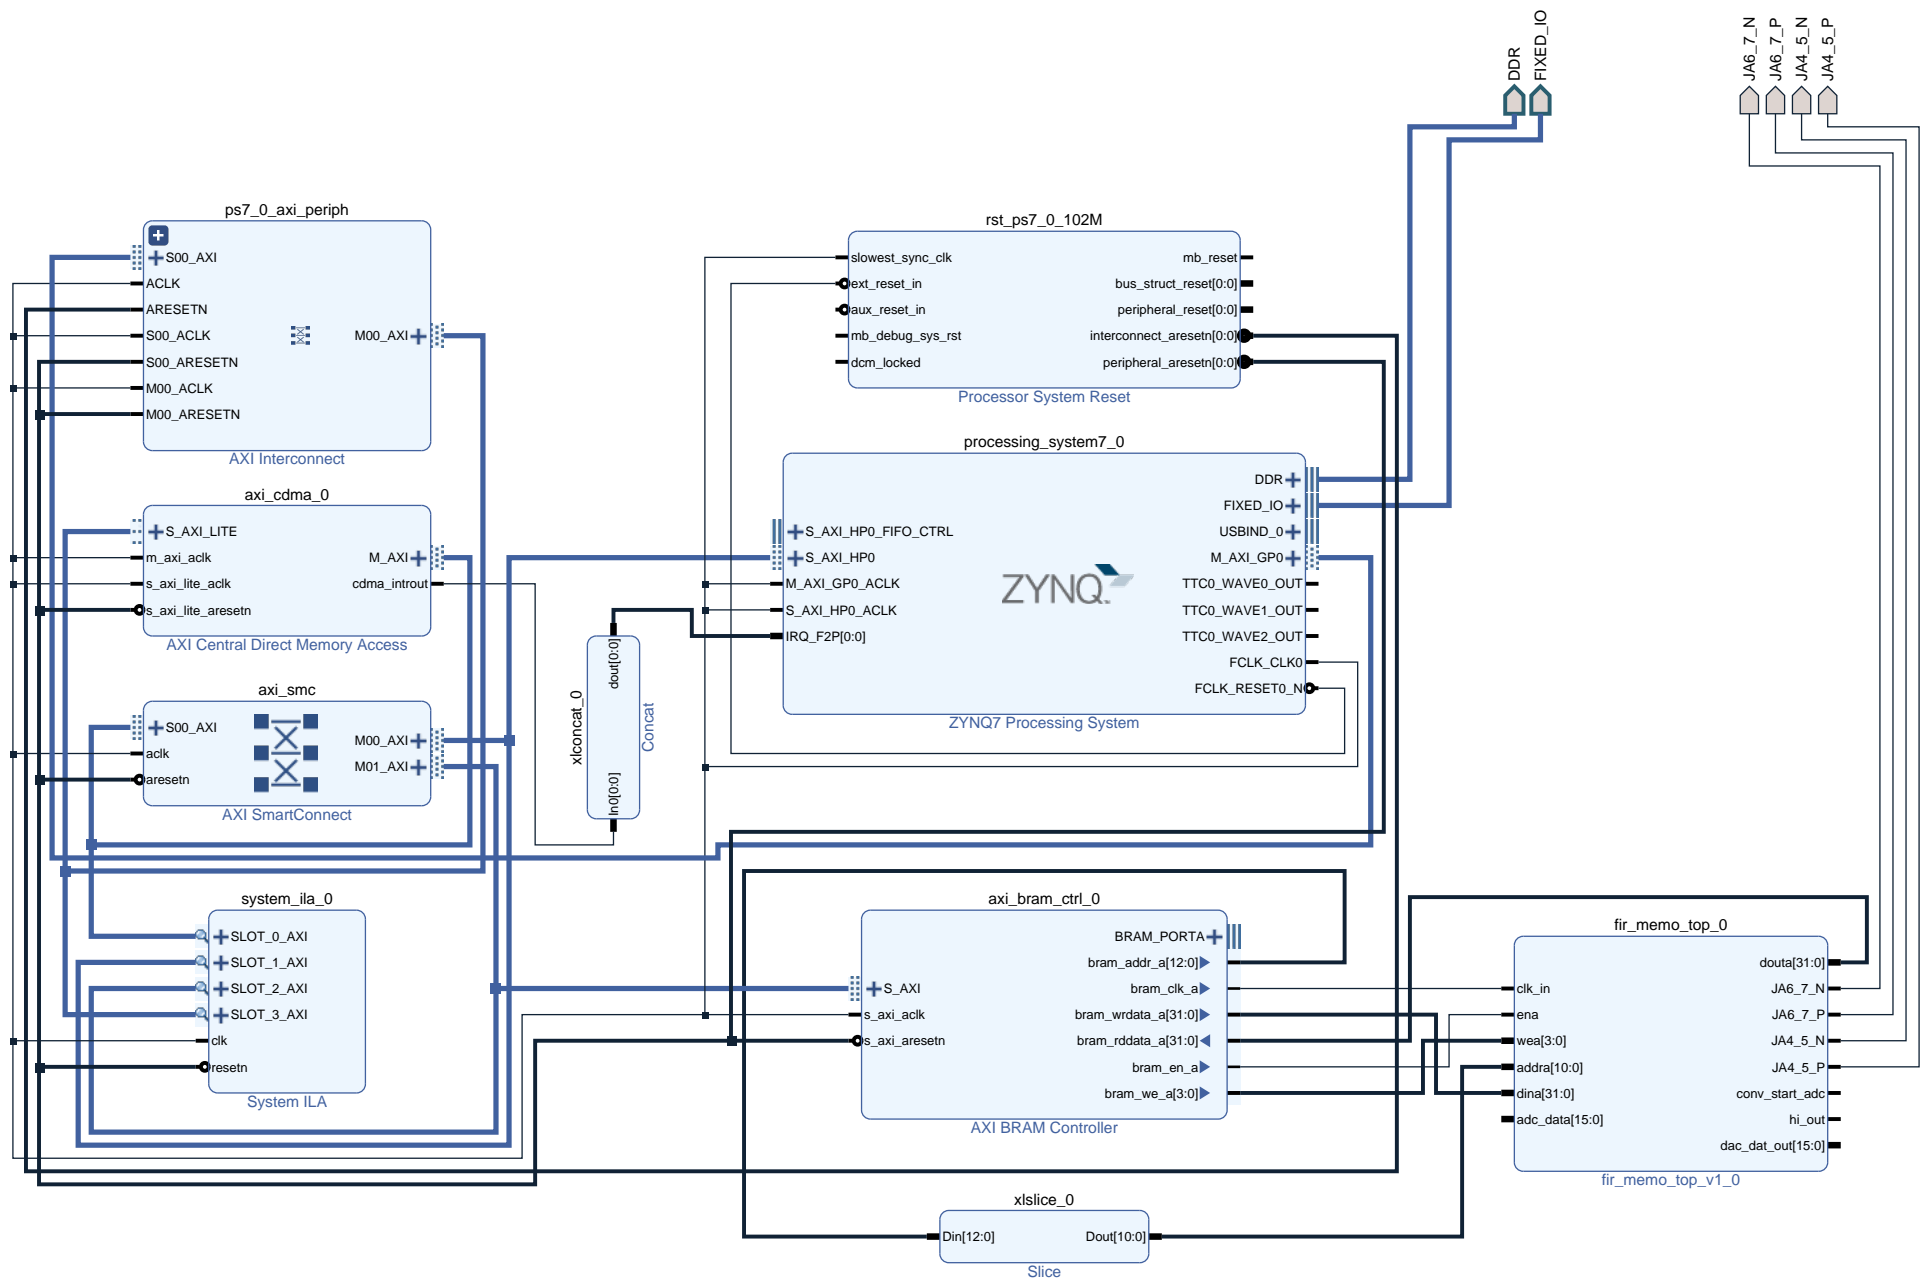 DDR
FIXED_IO
JA6_7_N
JA6_7_P
JA4_5_N
JA4_5_P
ps7_0_axi_periph
S00_AXI
ACLK
ARESETN
S00_ACLK
S00_ARESETN
M00_ACLK
M00_ARESETN
M00_AXI
AXI Interconnect
axi_cdma_0
S_AXI_LITE
m_axi_aclk
s_axi_lite_aclk
s_axi_lite_aresetn
M_AXI
cdma_introut
AXI Central Direct Memory Access
axi_smc
S00_AXI
aclk
aresetn
M00_AXI
M01_AXI
AXI SmartConnect
system_ila_0
SLOT_0_AXI
SLOT_1_AXI
SLOT_2_AXI
SLOT_3_AXI
clk
resetn
System ILA
xlconcat_0
dout[0:0]
In0[0:0]
Concat
rst_ps7_0_102M
slowest_sync_clk
ext_reset_in
aux_reset_in
mb_debug_sys_rst
dcm_locked
mb_reset
bus_struct_reset[0:0]
peripheral_reset[0:0]
interconnect_aresetn[0:0]
peripheral_aresetn[0:0]
Processor System Reset
processing_system7_0
S_AXI_HP0_FIFO_CTRL
S_AXI_HP0
M_AXI_GP0_ACLK
S_AXI_HP0_ACLK
IRQ_F2P[0:0]
ZYNQ
DDR
FIXED_IO
USBIND_0
M_AXI_GP0
TTC0_WAVE0_OUT
TTC0_WAVE1_OUT
TTC0_WAVE2_OUT
FCLK_CLK0
FCLK_RESET0_N
ZYNQ7 Processing System
axi_bram_ctrl_0
S_AXI
s_axi_aclk
s_axi_aresetn
BRAM_PORTA
bram_addr_a[12:0]
bram_clk_a
bram_wrdata_a[31:0]
bram_rddata_a[31:0]
bram_en_a
bram_we_a[3:0]
AXI BRAM Controller
xlslice_0
Din[12:0]
Dout[10:0]
Slice
fir_memo_top_0
clk_in
ena
wea[3:0]
addra[10:0]
dina[31:0]
adc_data[15:0]
douta[31:0]
JA6_7_N
JA6_7_P
JA4_5_N
JA4_5_P
conv_start_adc
hi_out
dac_dat_out[15:0]
fir_memo_top_v1_0